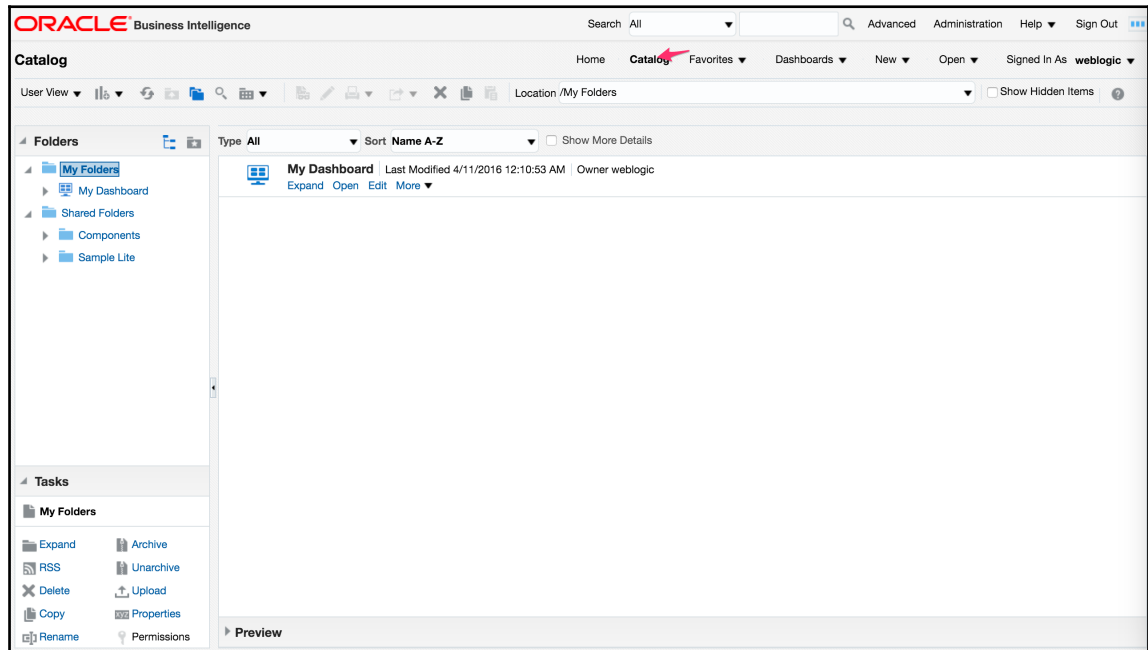 ORACLE Business Intelligence
Search All Advanced Administration Help Sign Out
Catalog
Home Catalog Favorites Dashboards New Open Signed In As weblogic
User View Location /My Folders Show Hidden Items
Folders
Type All Sort Name A-Z Show More Details
My Folders
My Dashboard Last Modified 4/11/2016 12:10:53 AM Owner weblogic
Expand Open Edit More
My Dashboard
Shared Folders
Components
Sample Lite
Tasks
My Folders
Expand Archive
RSS Unarchive
Delete Upload
Copy xyz Properties
Rename Permissions
Preview